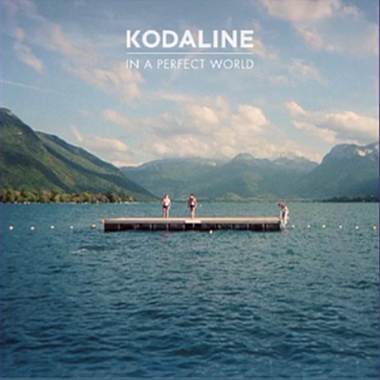 KODALINE
IN A PERFECT WORLD